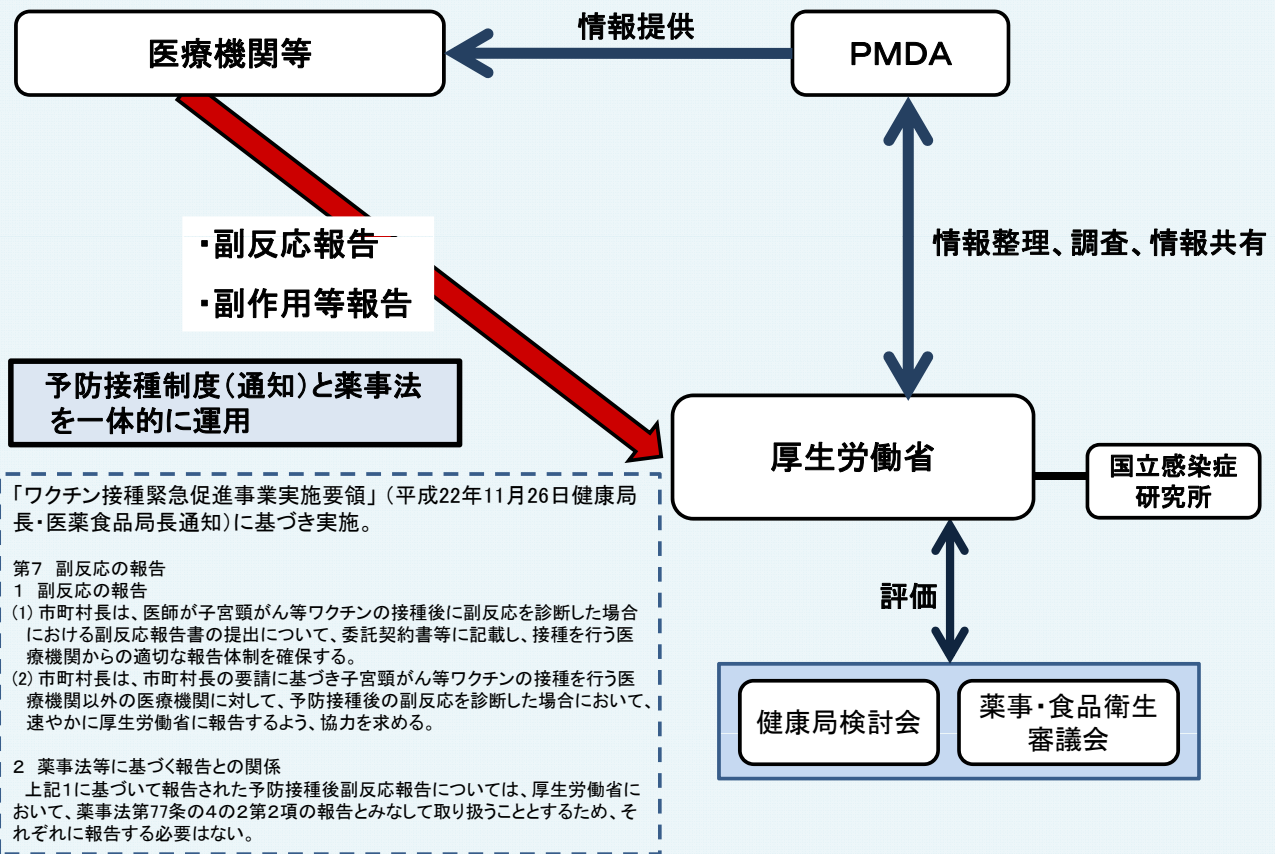 医療機関等
情報提供
PMDA
・副反応報告
・副作用等報告
情報整理、調査、情報共有
予防接種制度(通知)と薬事法
を一体的に運用
厚生労働省
国立感染症
研究所
評価
健康局検討会
薬事・食品衛生
審議会
「ワクチン接種緊急促進事業実施要領」(平成22年11月26日健康局
長・医薬食品局長通知)に基づき実施。
第7 副反応の報告
1 副反応の報告
(1) 市町村長は、医師が子宮頸がん等ワクチンの接種後に副反応を診断した場合
における副反応報告書の提出について、委託契約書等に記載し、接種を行う医
療機関からの適切な報告体制を確保する。
(2) 市町村長は、市町村長の要請に基づき子宮頸がん等ワクチンの接種を行う医
療機関以外の医療機関に対して、予防接種後の副反応を診断した場合において、
速やかに厚生労働省に報告するよう、協力を求める。
2 薬事法等に基づく報告との関係
上記1に基づいて報告された予防接種後副反応報告については、厚生労働省に
おいて、薬事法第77条の4の2第2項の報告とみなして取り扱うこととするため、そ
れぞれに報告する必要はない。